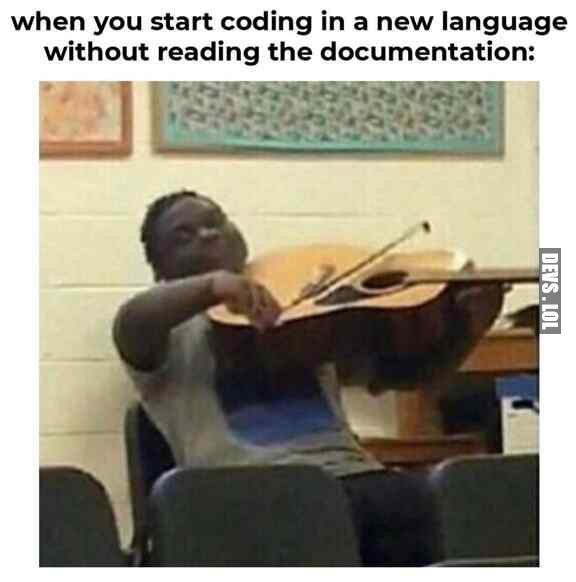 when you start coding in a new language
without reading the documentation:
DEVS.LOL